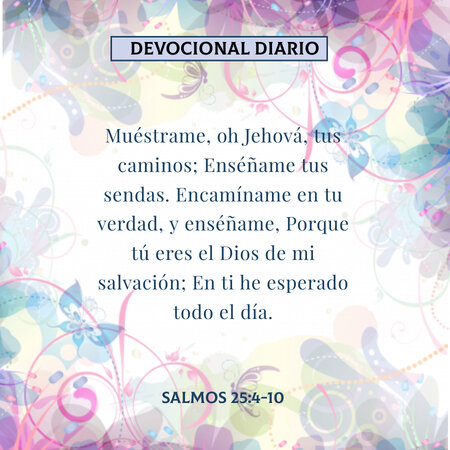 DEVOCIONAL DIARIO
Muéstrame, oh Jehová, tus
caminos; Enséñame tus
sendas. Encamíname en tu
verdad, y enséñame, Porque
tú eres el Dios de mi
salvación; En ti he esperado
todo el día.
SALMOS 25:4-10